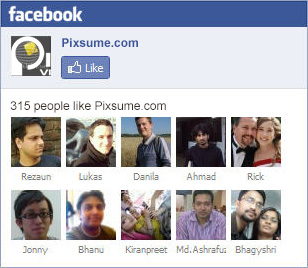 facebook
Pixsume.com
Like
315 people like Pixsume.com
Rezaun Lukas Danila Ahmad Rick
Jonny Bhanu Kiranpreet Md.Ashrafuz Bhagyshri